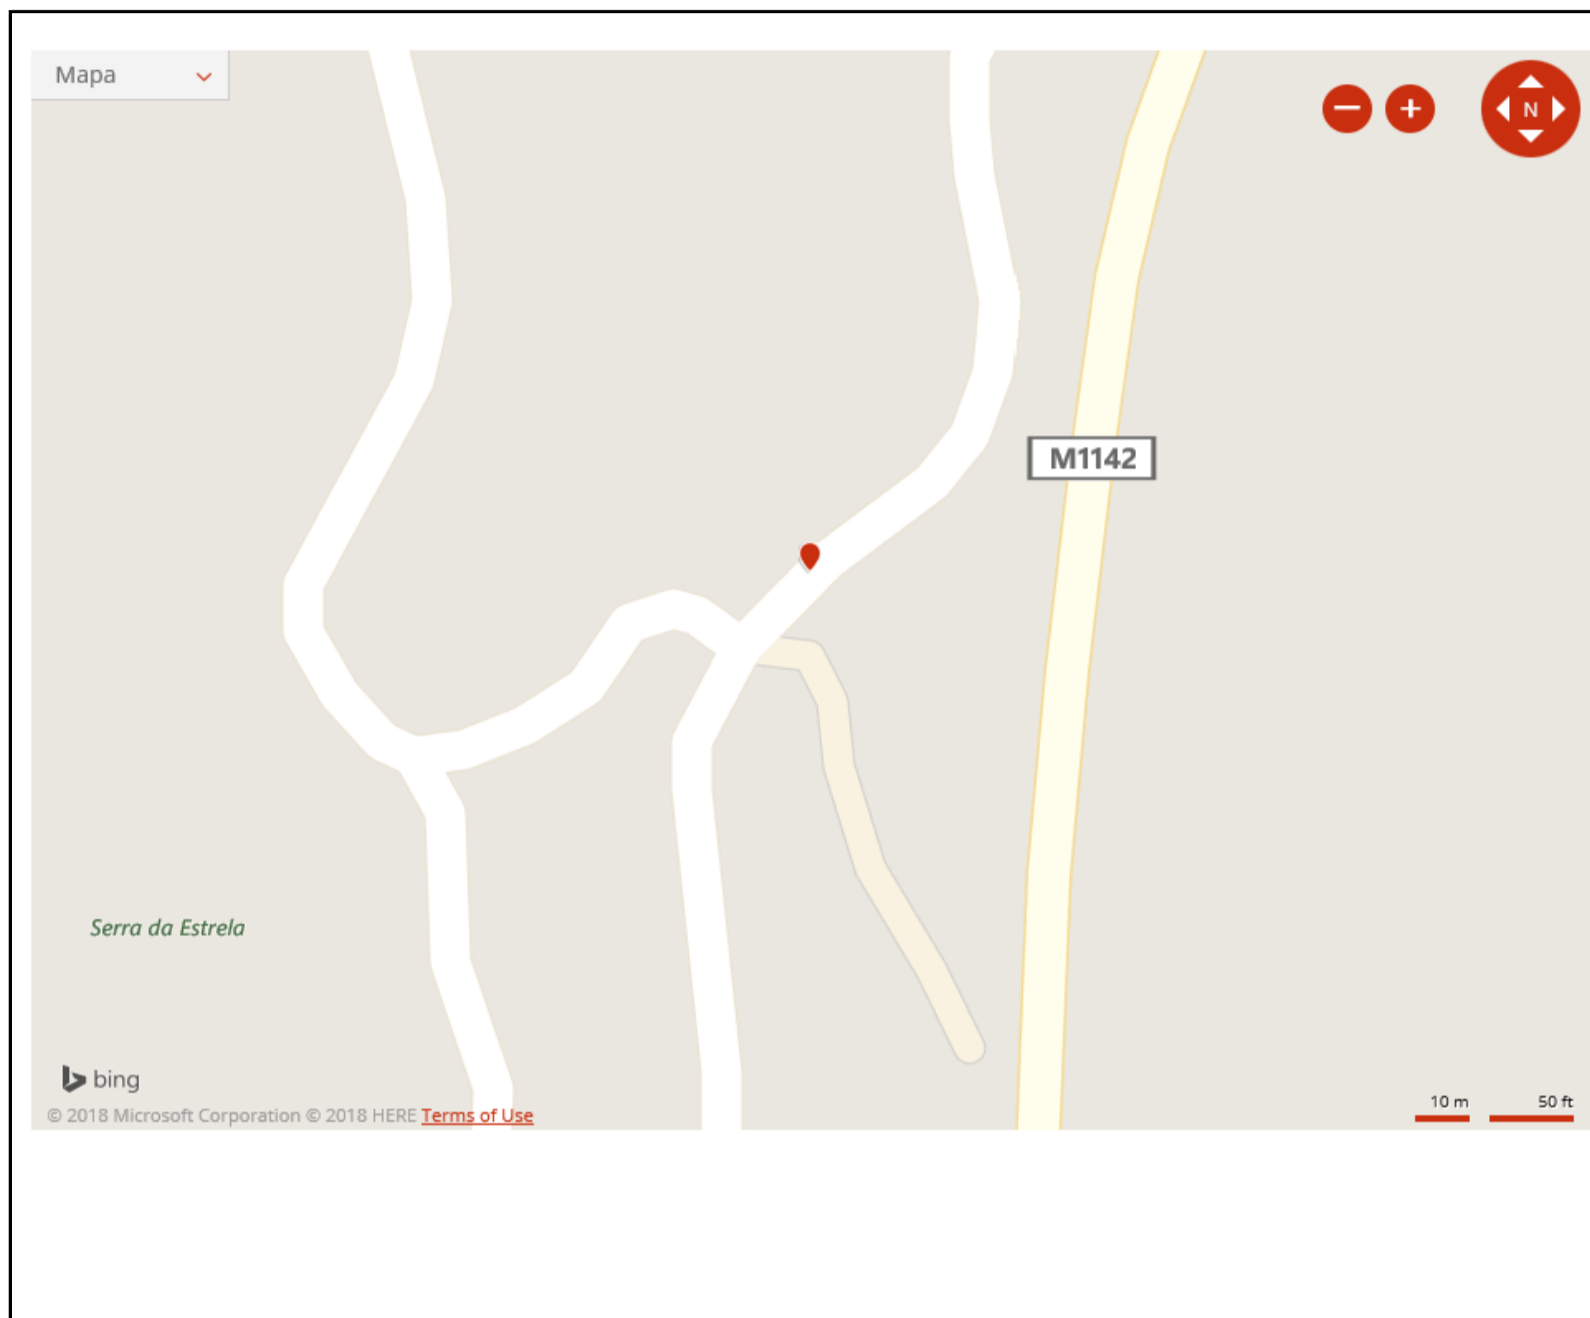 Mapa
N
M1142
Serra da Estrela
bing
© 2018 Microsoft Corporation © 2018 HERE Terms of Use
10 m 50 ft